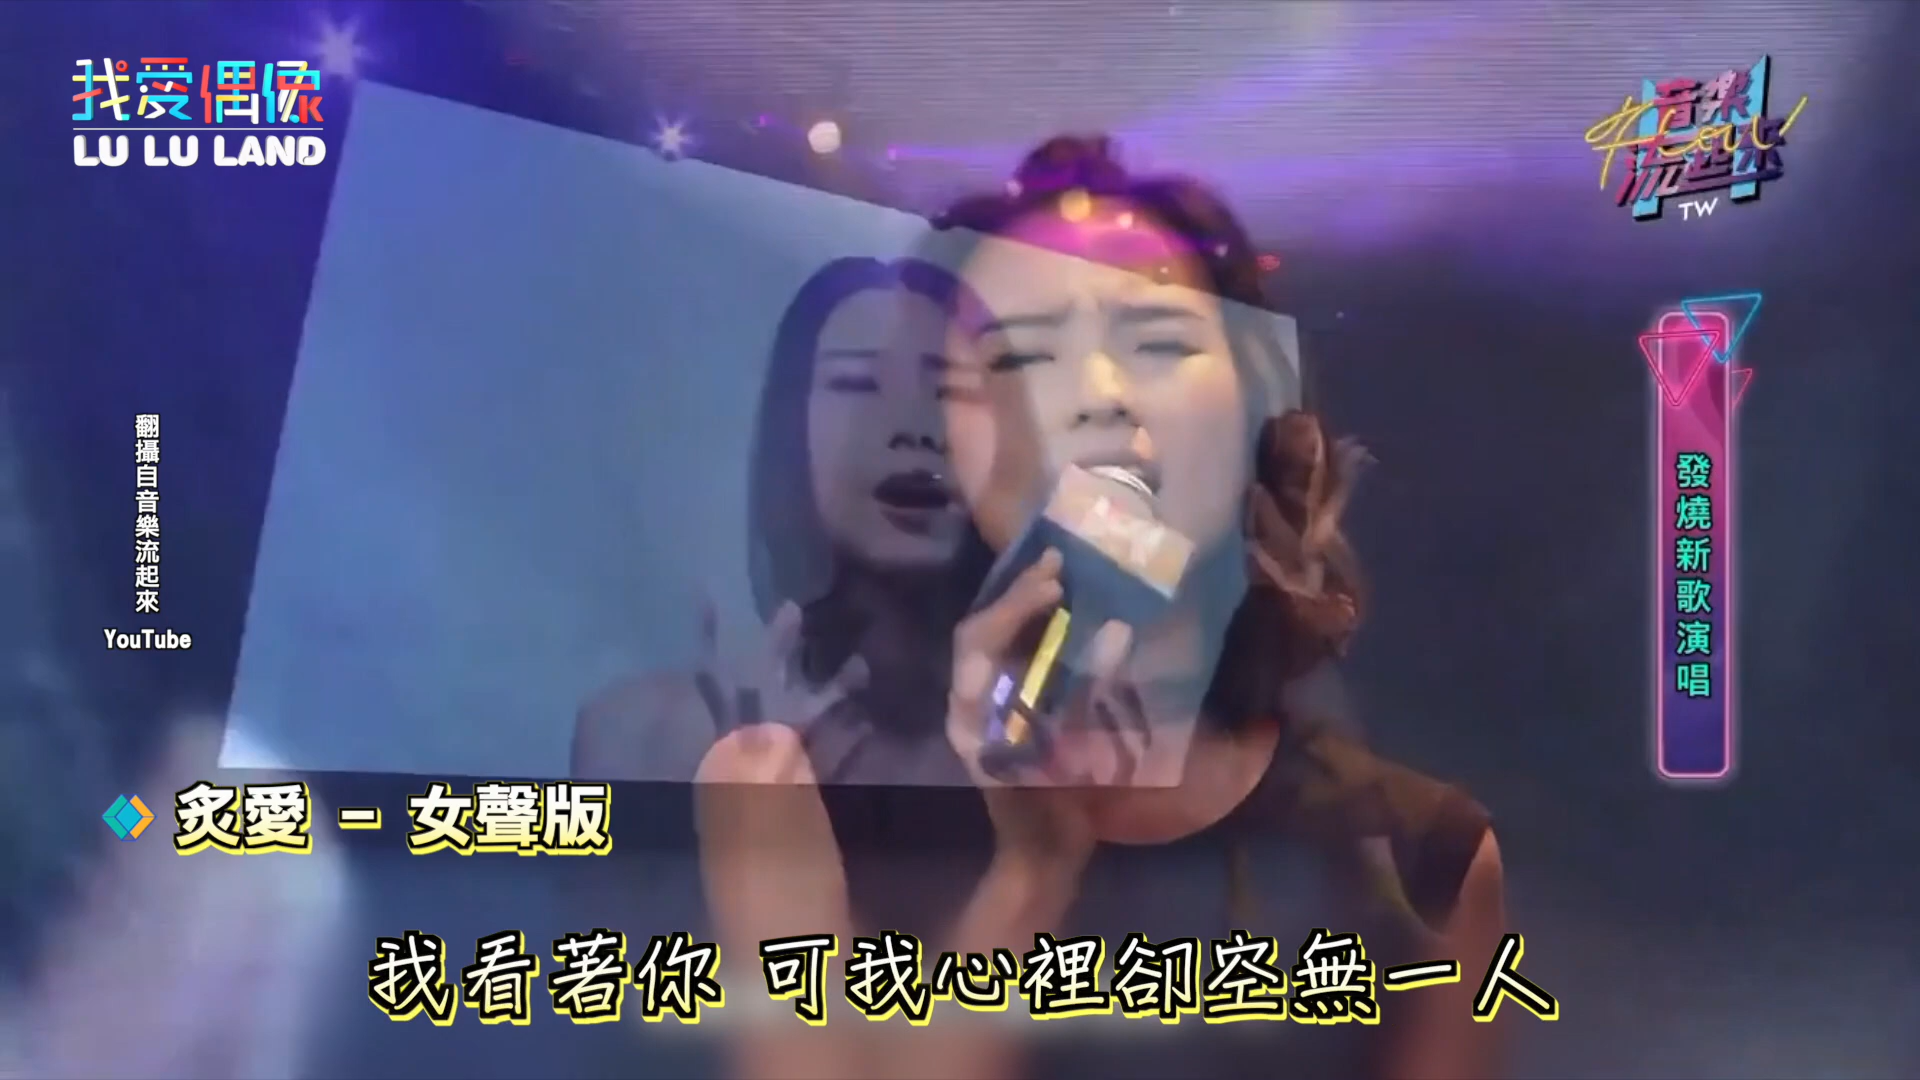 我愛偶像
LU LU LAND
音樂
Flow
流起來
TW
發燒新歌演唱
翻攝自音樂流起來
YouTube
炙愛 - 女聲版
我看著你 可我心裡卻空無一人